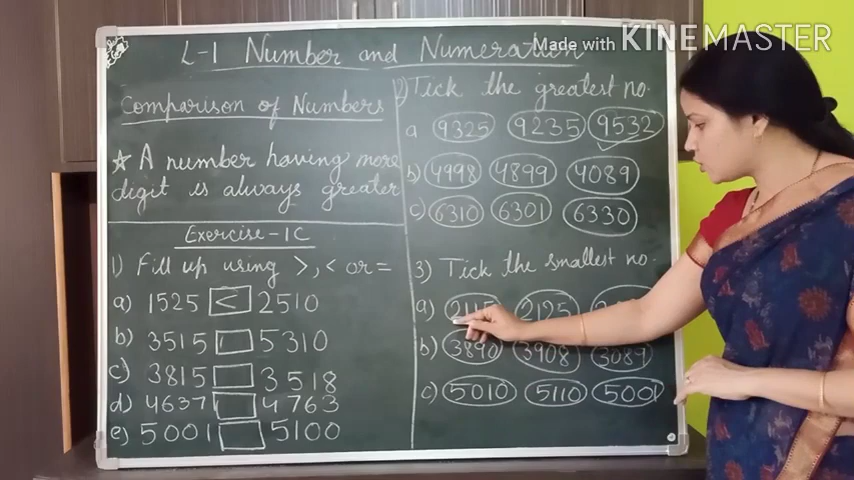 L-1 Number and Numeration
Made with KINEMASTER
Comparison of Numbers
★ A number having more
digit is always greater
Exercise-1C
1) Fill up using >, < or =
a) 1525 < 2510
b) 3515 5310
c) 3815 3518
d) 4637 4763
e) 5001 5100
2) Tick the greatest no.
a 9325 9235 9532 ✓
b) 4998 4899 4089
c) 6310 6301 6330
3) Tick the smallest no.
a) 2115 2125
b) 3890 3908 3089
c) 5010 5110 5001